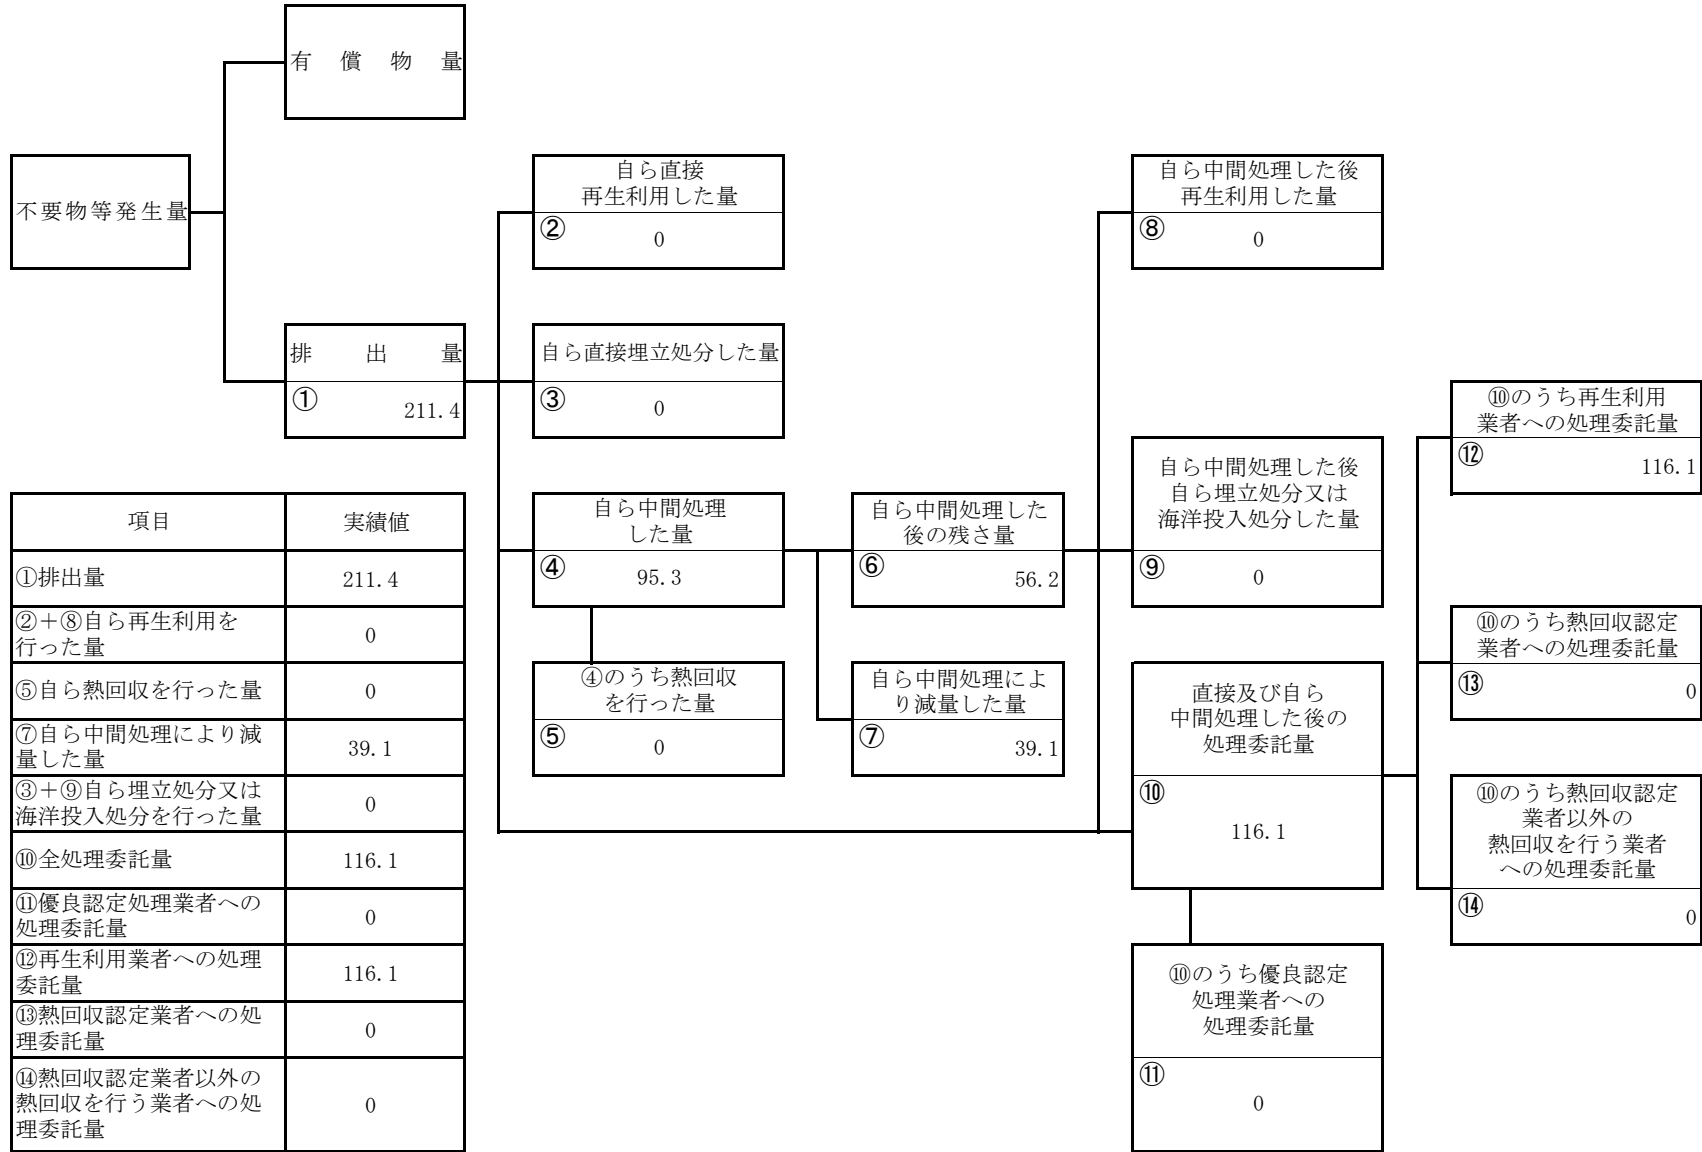 有償物量
不要物等発生量
自ら直接
再生利用した量
②
0
自ら中間処理した後
再生利用した量
⑧
0
排出量
①
211.4
自ら直接埋立処分した量
③
0
⑩のうち再生利用
業者への処理委託量
⑫
116.1
自ら中間処理
した量
④
95.3
自ら中間処理した
後の残さ量
⑥
56.2
自ら中間処理した後
自ら埋立処分又は
海洋投入処分した量
⑨
0
⑩のうち熱回収認定
業者への処理委託量
⑬
0
④のうち熱回収
を行った量
⑤
0
自ら中間処理によ
り減量した量
⑦
39.1
直接及び自ら
中間処理した後の
処理委託量
⑩
116.1
⑩のうち熱回収認定
業者以外の
熱回収を行う業者
への処理委託量
⑭
0
⑩のうち優良認定
処理業者への
処理委託量
⑪
0
項目 実績値
①排出量 211.4
②＋⑧自ら再生利用を
行った量 0
⑤自ら熱回収を行った量 0
⑦自ら中間処理により減
量した量 39.1
③＋⑨自ら埋立処分又は
海洋投入処分を行った量 0
⑩全処理委託量 116.1
⑪優良認定処理業者への
処理委託量 0
⑫再生利用業者への処理
委託量 116.1
⑬熱回収認定業者への処
理委託量 0
⑭熱回収認定業者以外の
熱回収を行う業者への処
理委託量 0